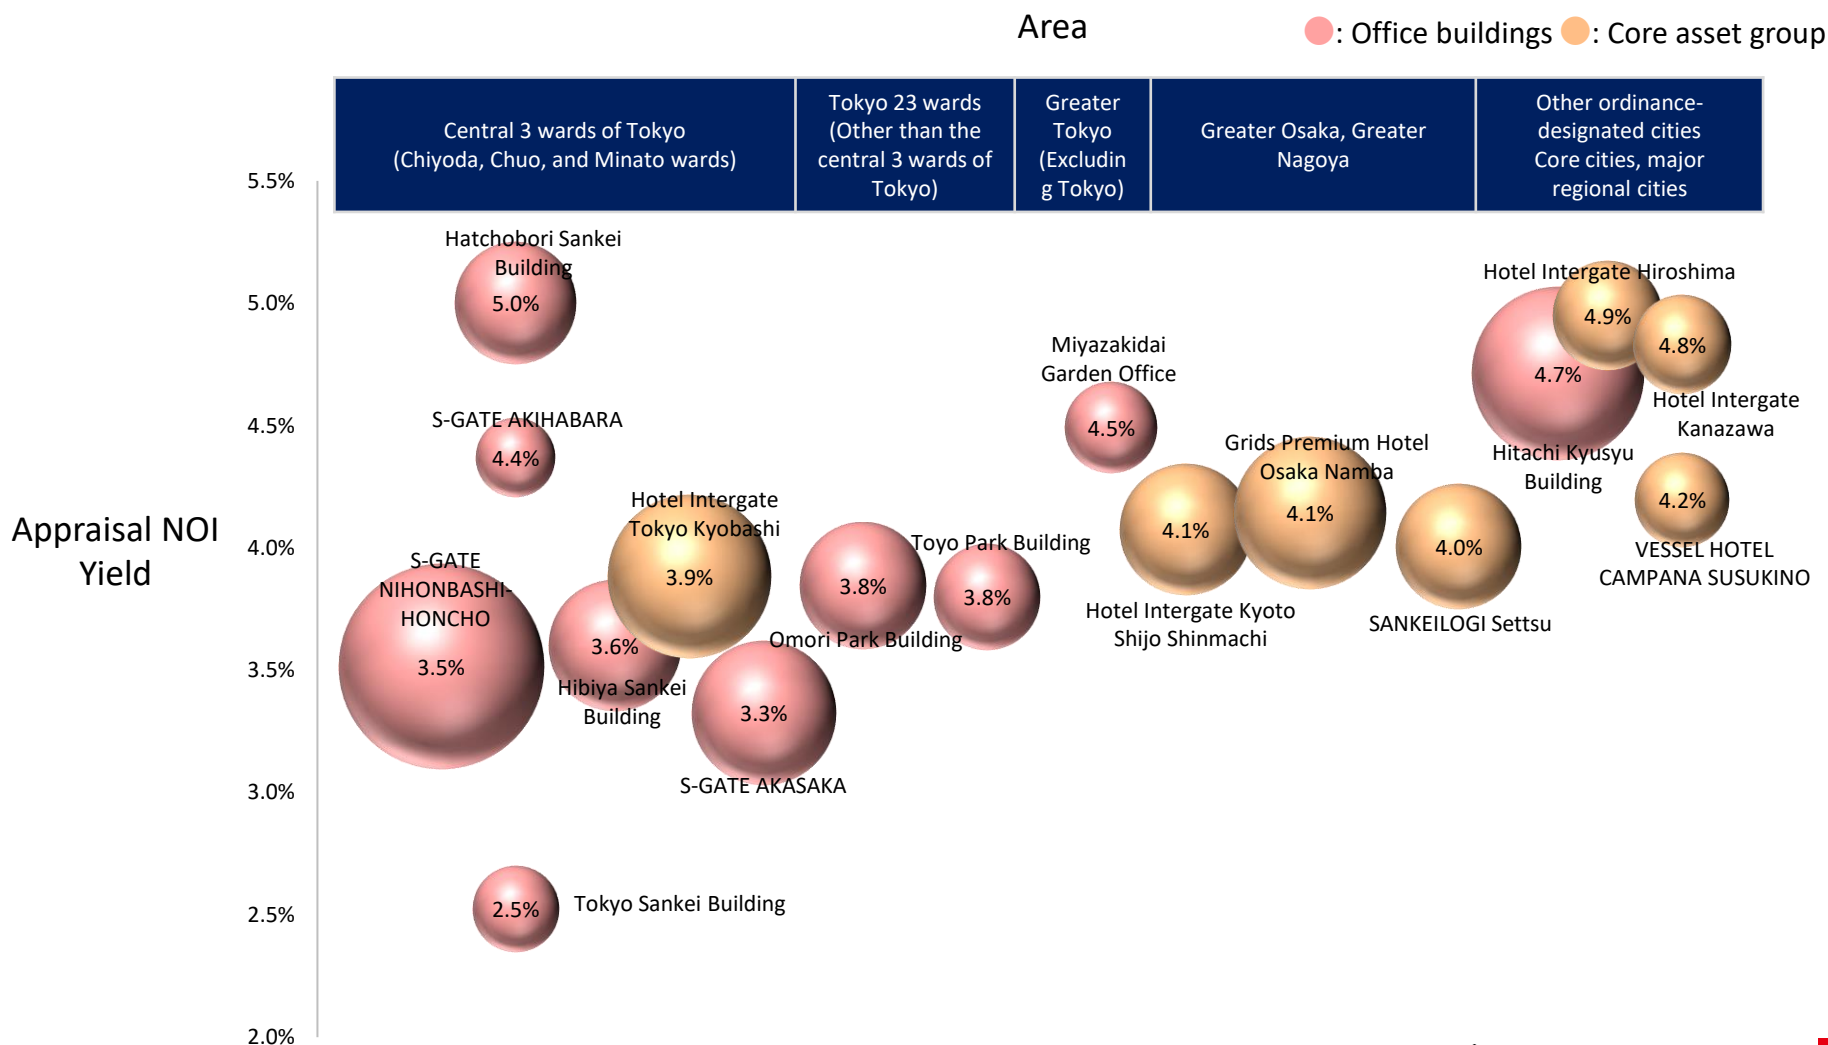 Area
: Office buildings
: Core asset group
Central 3 wards of Tokyo
(Chiyoda, Chuo, and Minato wards)
Tokyo 23 wards
(Other than the
central 3 wards of
Tokyo)
Greater
Tokyo
(Excludin
g Tokyo)
Greater Osaka, Greater
Nagoya
Other ordinance-
designated cities
Core cities, major
regional cities
Appraisal NOI
Yield
5.5%
5.0%
4.5%
4.0%
3.5%
3.0%
2.5%
2.0%
Hatchobori Sankei
Building
5.0%
S-GATE AKIHABARA
4.4%
S-GATE
NIHONBASHI-
HONCHO
3.5%
Hotel Intergate
Tokyo Kyobashi
3.9%
3.6%
Hibiya Sankei
Building
3.3%
S-GATE AKASAKA
2.5%
Tokyo Sankei Building
3.8%
Omori Park Building
Toyo Park Building
3.8%
Miyazakidai
Garden Office
4.5%
4.1%
Hotel Intergate Kyoto
Shijo Shinmachi
Grids Premium Hotel
Osaka Namba
4.1%
4.0%
SANKEILOGI Settsu
Hotel Intergate Hiroshima
4.9%
4.8%
Hotel Intergate
Kanazawa
4.7%
Hitachi Kyusyu
Building
4.2%
VESSEL HOTEL
CAMPANA SUSUKINO